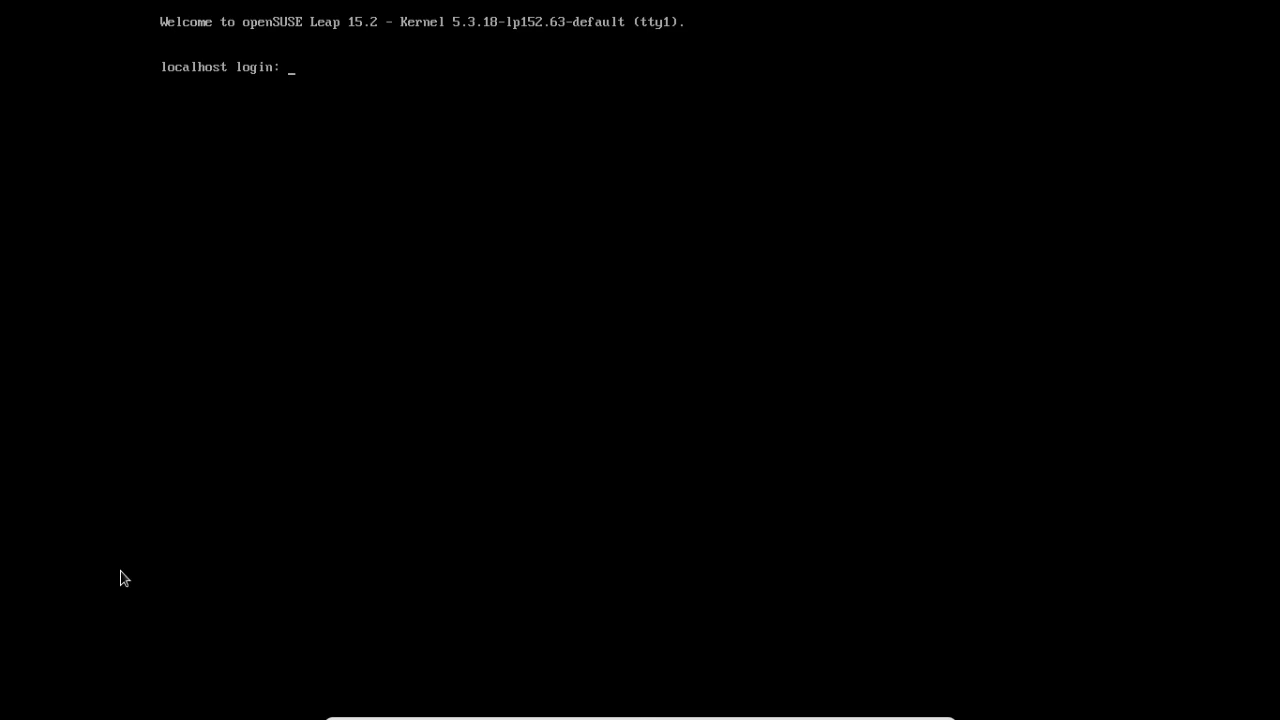 Welcome to openSUSE Leap 15.2 - Kernel 5.3.18-lp152.63-default (tty1).
localhost login: _